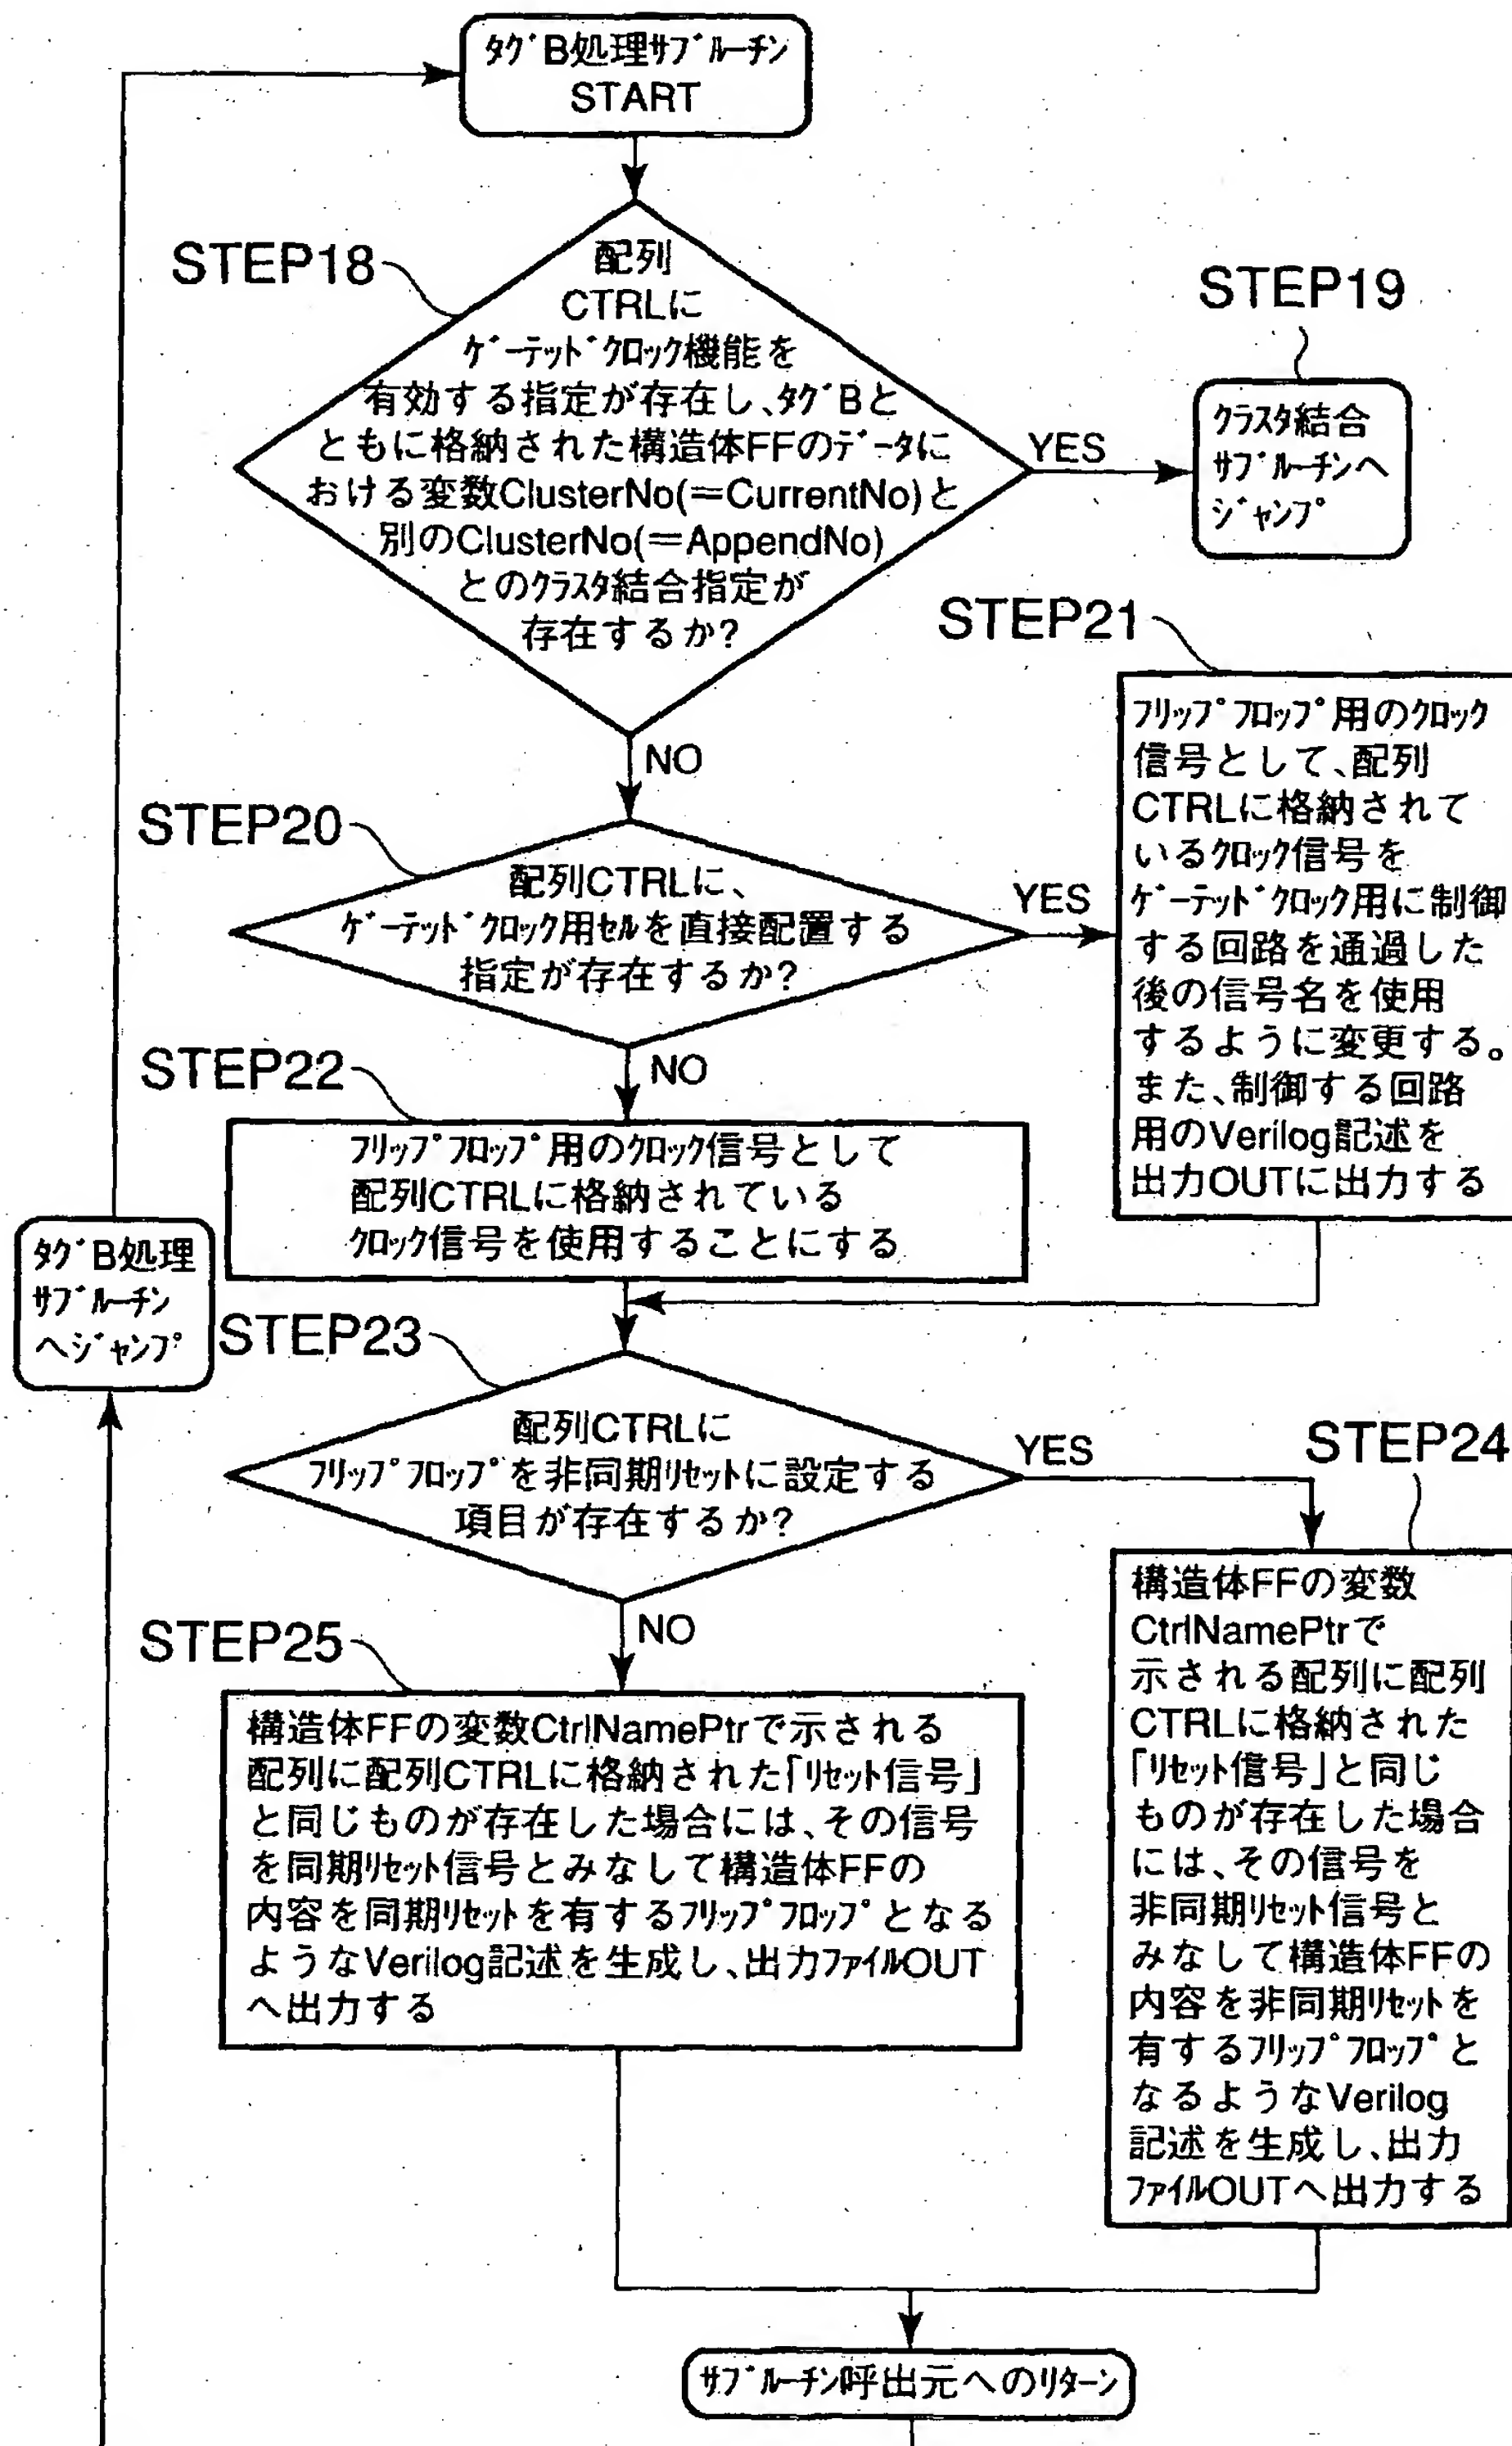 ﾀｸﾞB処理ｻﾌﾞﾙｰﾁﾝ
START
STEP18
配列
CTRLに
ｹﾞｰﾃｯﾄﾞｸﾛｯｸ機能を
有効する指定が存在し、ﾀｸﾞBと
ともに格納された構造体FFのﾃﾞｰﾀに
おける変数ClusterNo(=CurrentNo)と
別のClusterNo(=AppendNo)
とのｸﾗｽﾀ結合指定が
存在するか?
YES
STEP19
ｸﾗｽﾀ結合
ｻﾌﾞﾙｰﾁﾝへ
ｼﾞｬﾝﾌﾟ
NO
STEP20
配列CTRLに、
ｹﾞｰﾃｯﾄﾞｸﾛｯｸ用ｾﾙを直接配置する
指定が存在するか?
YES
STEP21
ﾌﾘｯﾌﾟﾌﾛｯﾌﾟ用のｸﾛｯｸ
信号として、配列
CTRLに格納されて
いるｸﾛｯｸ信号を
ｹﾞｰﾃｯﾄﾞｸﾛｯｸ用に制御
する回路を通過した
後の信号名を使用
するように変更する。
また、制御する回路
用のVerilog記述を
出力OUTに出力する
NO
STEP22
ﾌﾘｯﾌﾟﾌﾛｯﾌﾟ用のｸﾛｯｸ信号として
配列CTRLに格納されている
ｸﾛｯｸ信号を使用することにする
ﾀｸﾞB処理
ｻﾌﾞﾙｰﾁﾝ
へｼﾞｬﾝﾌﾟ
STEP23
配列CTRLに
ﾌﾘｯﾌﾟﾌﾛｯﾌﾟを非同期ﾘｾｯﾄに設定する
項目が存在するか?
YES
STEP24
構造体FFの変数
CtrlNamePtrで
示される配列に配列
CTRLに格納された
「ﾘｾｯﾄ信号」と同じ
ものが存在した場合
には、その信号を
非同期ﾘｾｯﾄ信号と
みなして構造体FFの
内容を非同期ﾘｾｯﾄを
有するﾌﾘｯﾌﾟﾌﾛｯﾌﾟと
なるようなVerilog
記述を生成し、出力
ﾌｧｲﾙOUTへ出力する
NO
STEP25
構造体FFの変数CtrlNamePtrで示される
配列に配列CTRLに格納された「ﾘｾｯﾄ信号」
と同じものが存在した場合には、その信号
を同期ﾘｾｯﾄ信号とみなして構造体FFの
内容を同期ﾘｾｯﾄを有するﾌﾘｯﾌﾟﾌﾛｯﾌﾟとなる
ようなVerilog記述を生成し、出力ﾌｧｲﾙOUT
へ出力する
ｻﾌﾞﾙｰﾁﾝ呼出元へのﾘﾀｰﾝ